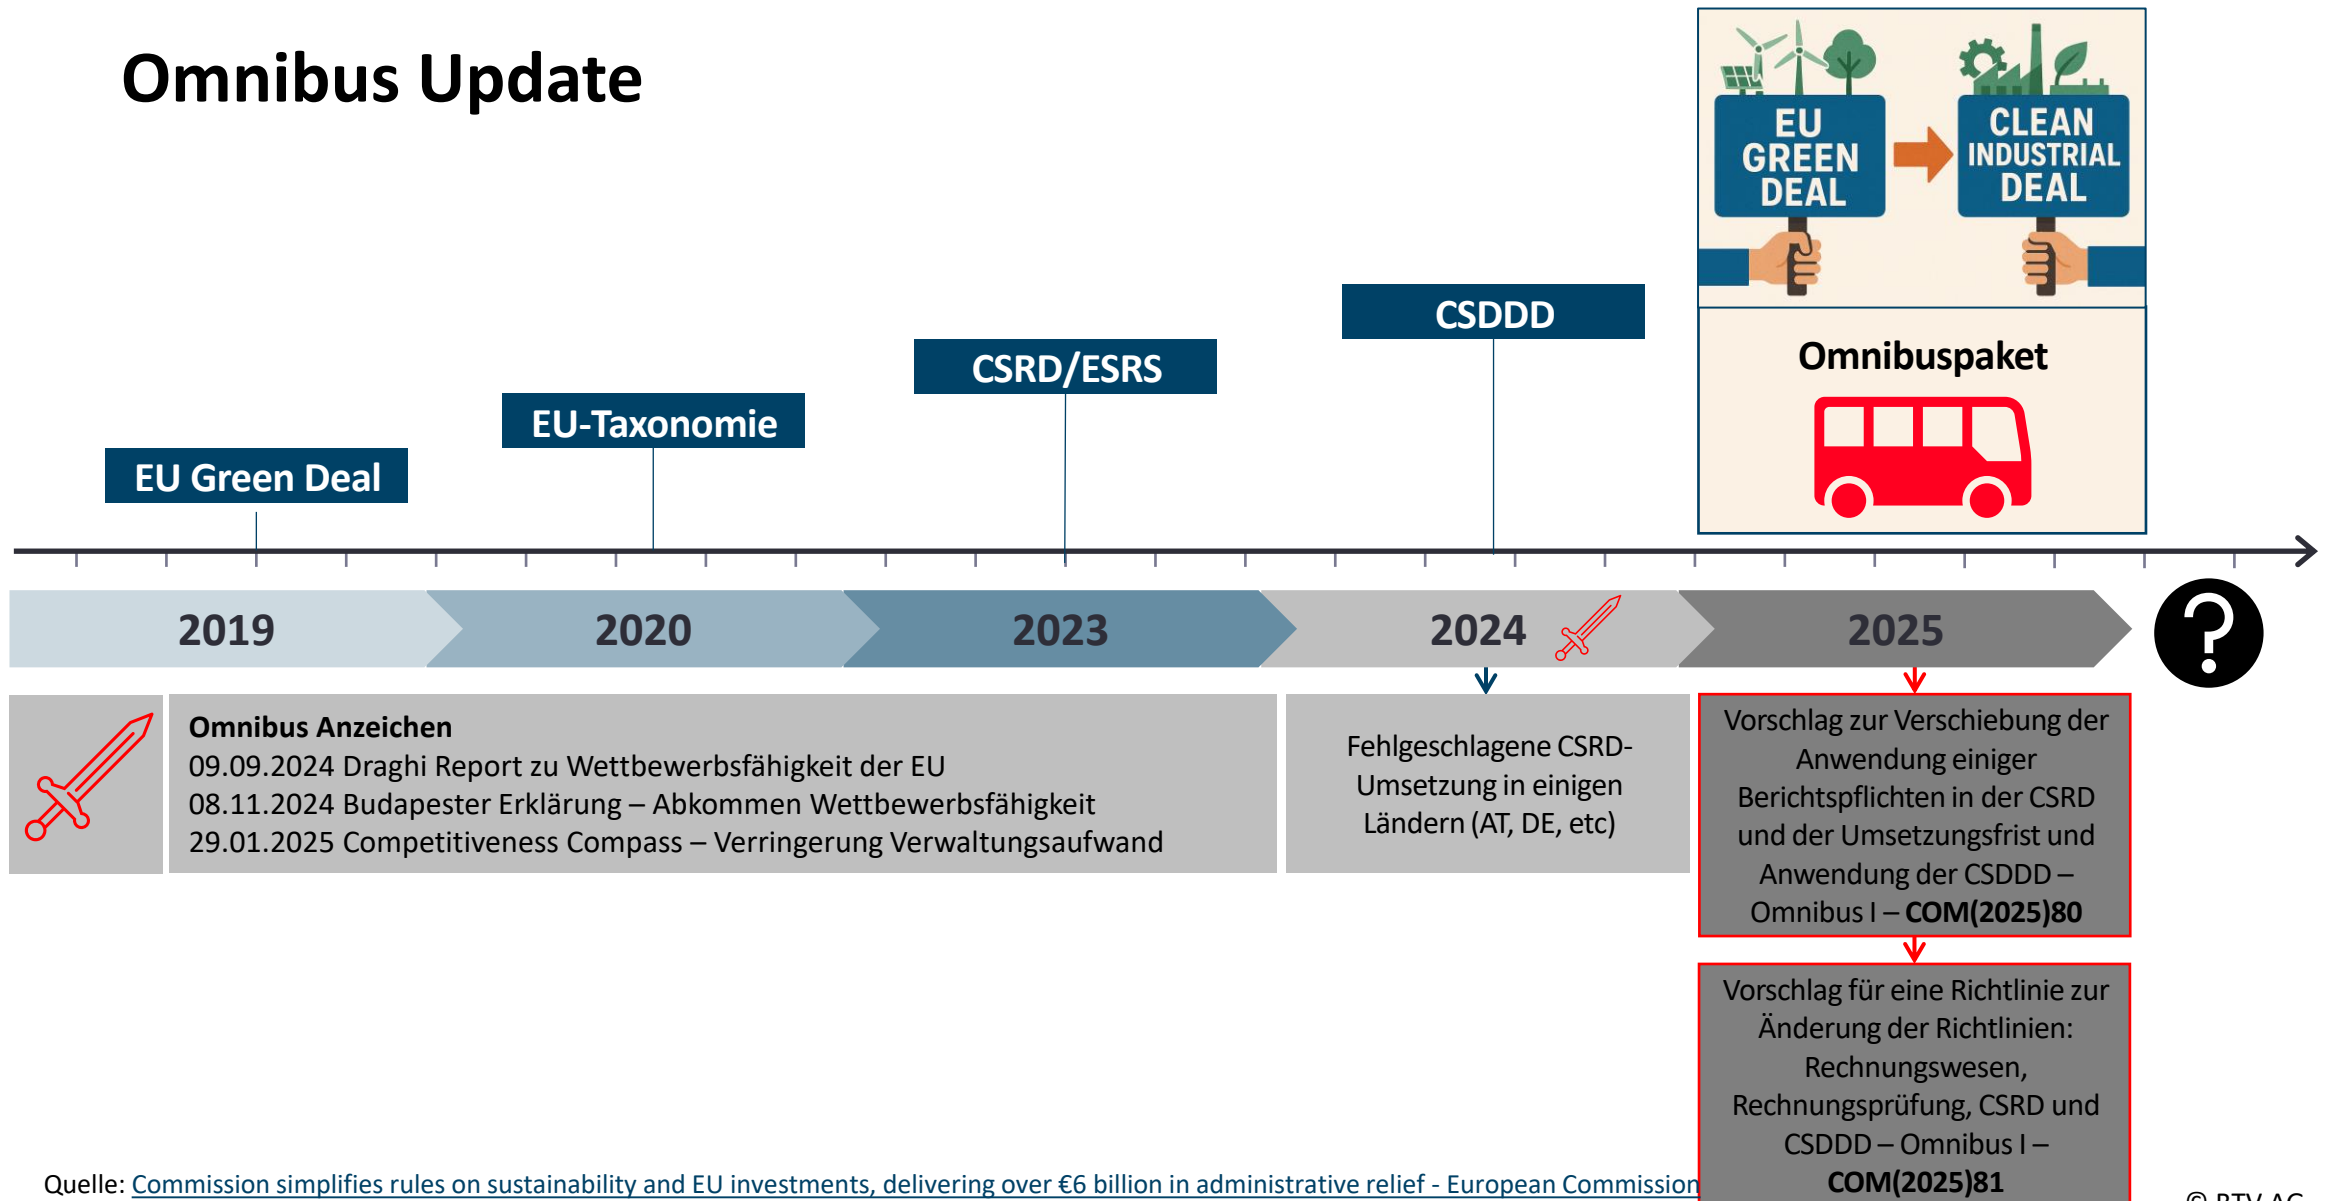 Omnibus Update
EU
GREEN
DEAL
CLEAN
INDUSTRIAL
DEAL
Omnibuspaket
CSDDD
CSRD/ESRS
EU-Taxonomie
EU Green Deal
2019
2020
2023
2024
2025
?
Omnibus Anzeichen
09.09.2024 Draghi Report zu Wettbewerbsfähigkeit der EU
08.11.2024 Budapester Erklärung – Abkommen Wettbewerbsfähigkeit
29.01.2025 Competitiveness Compass – Verringerung Verwaltungsaufwand
Fehlgeschlagene CSRD-
Umsetzung in einigen
Ländern (AT, DE, etc)
Vorschlag zur Verschiebung der
Anwendung einiger
Berichtspflichten in der CSRD
und der Umsetzungsfrist und
Anwendung der CSDDD –
Omnibus I – COM(2025)80
Vorschlag für eine Richtlinie zur
Änderung der Richtlinien:
Rechnungswesen,
Rechnungsprüfung, CSRD und
CSDDD – Omnibus I –
COM(2025)81
Quelle: Commission simplifies rules on sustainability and EU investments, delivering over €6 billion in administrative relief - European Commission